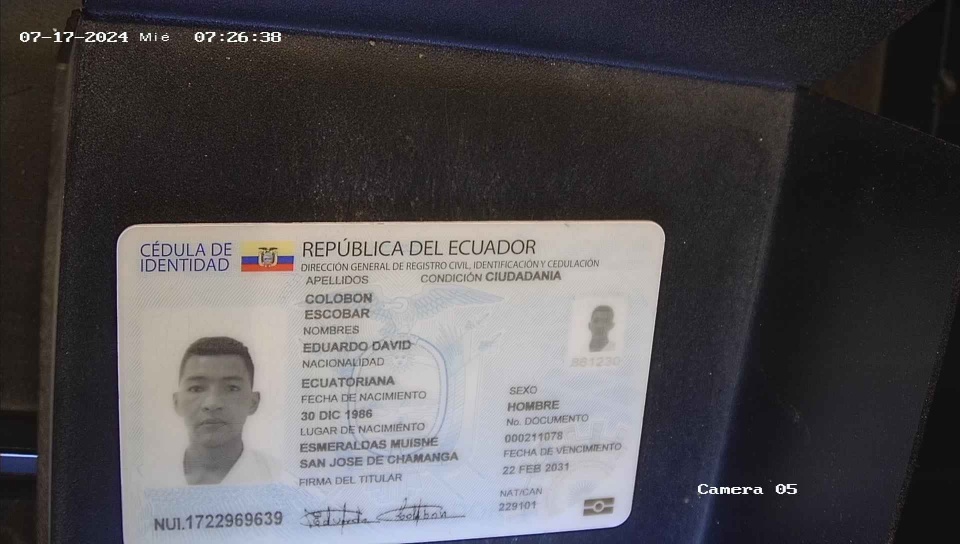 07-17-2024 Mié 07:26:38
CÉDULA DE IDENTIDAD
REPÚBLICA DEL ECUADOR
DIRECCIÓN GENERAL DE REGISTRO CIVIL, IDENTIFICACIÓN Y CEDULACIÓN
APELLIDOS
CONDICIÓN CIUDADANIA
COLOBON
ESCOBAR
NOMBRES
EDUARDO DAVID
NACIONALIDAD
ECUATORIANA
FECHA DE NACIMIENTO
30 DIC 1986
LUGAR DE NACIMIENTO
ESMERALDAS MUISNE
SAN JOSE DE CHAMANGA
FIRMA DEL TITULAR
Eduardo Colobon
861230
SEXO
HOMBRE
No. DOCUMENTO
000211078
FECHA DE VENCIMIENTO
22 FEB 2031
NAT/CAN
229101
NUI.1722969639
Camera 05